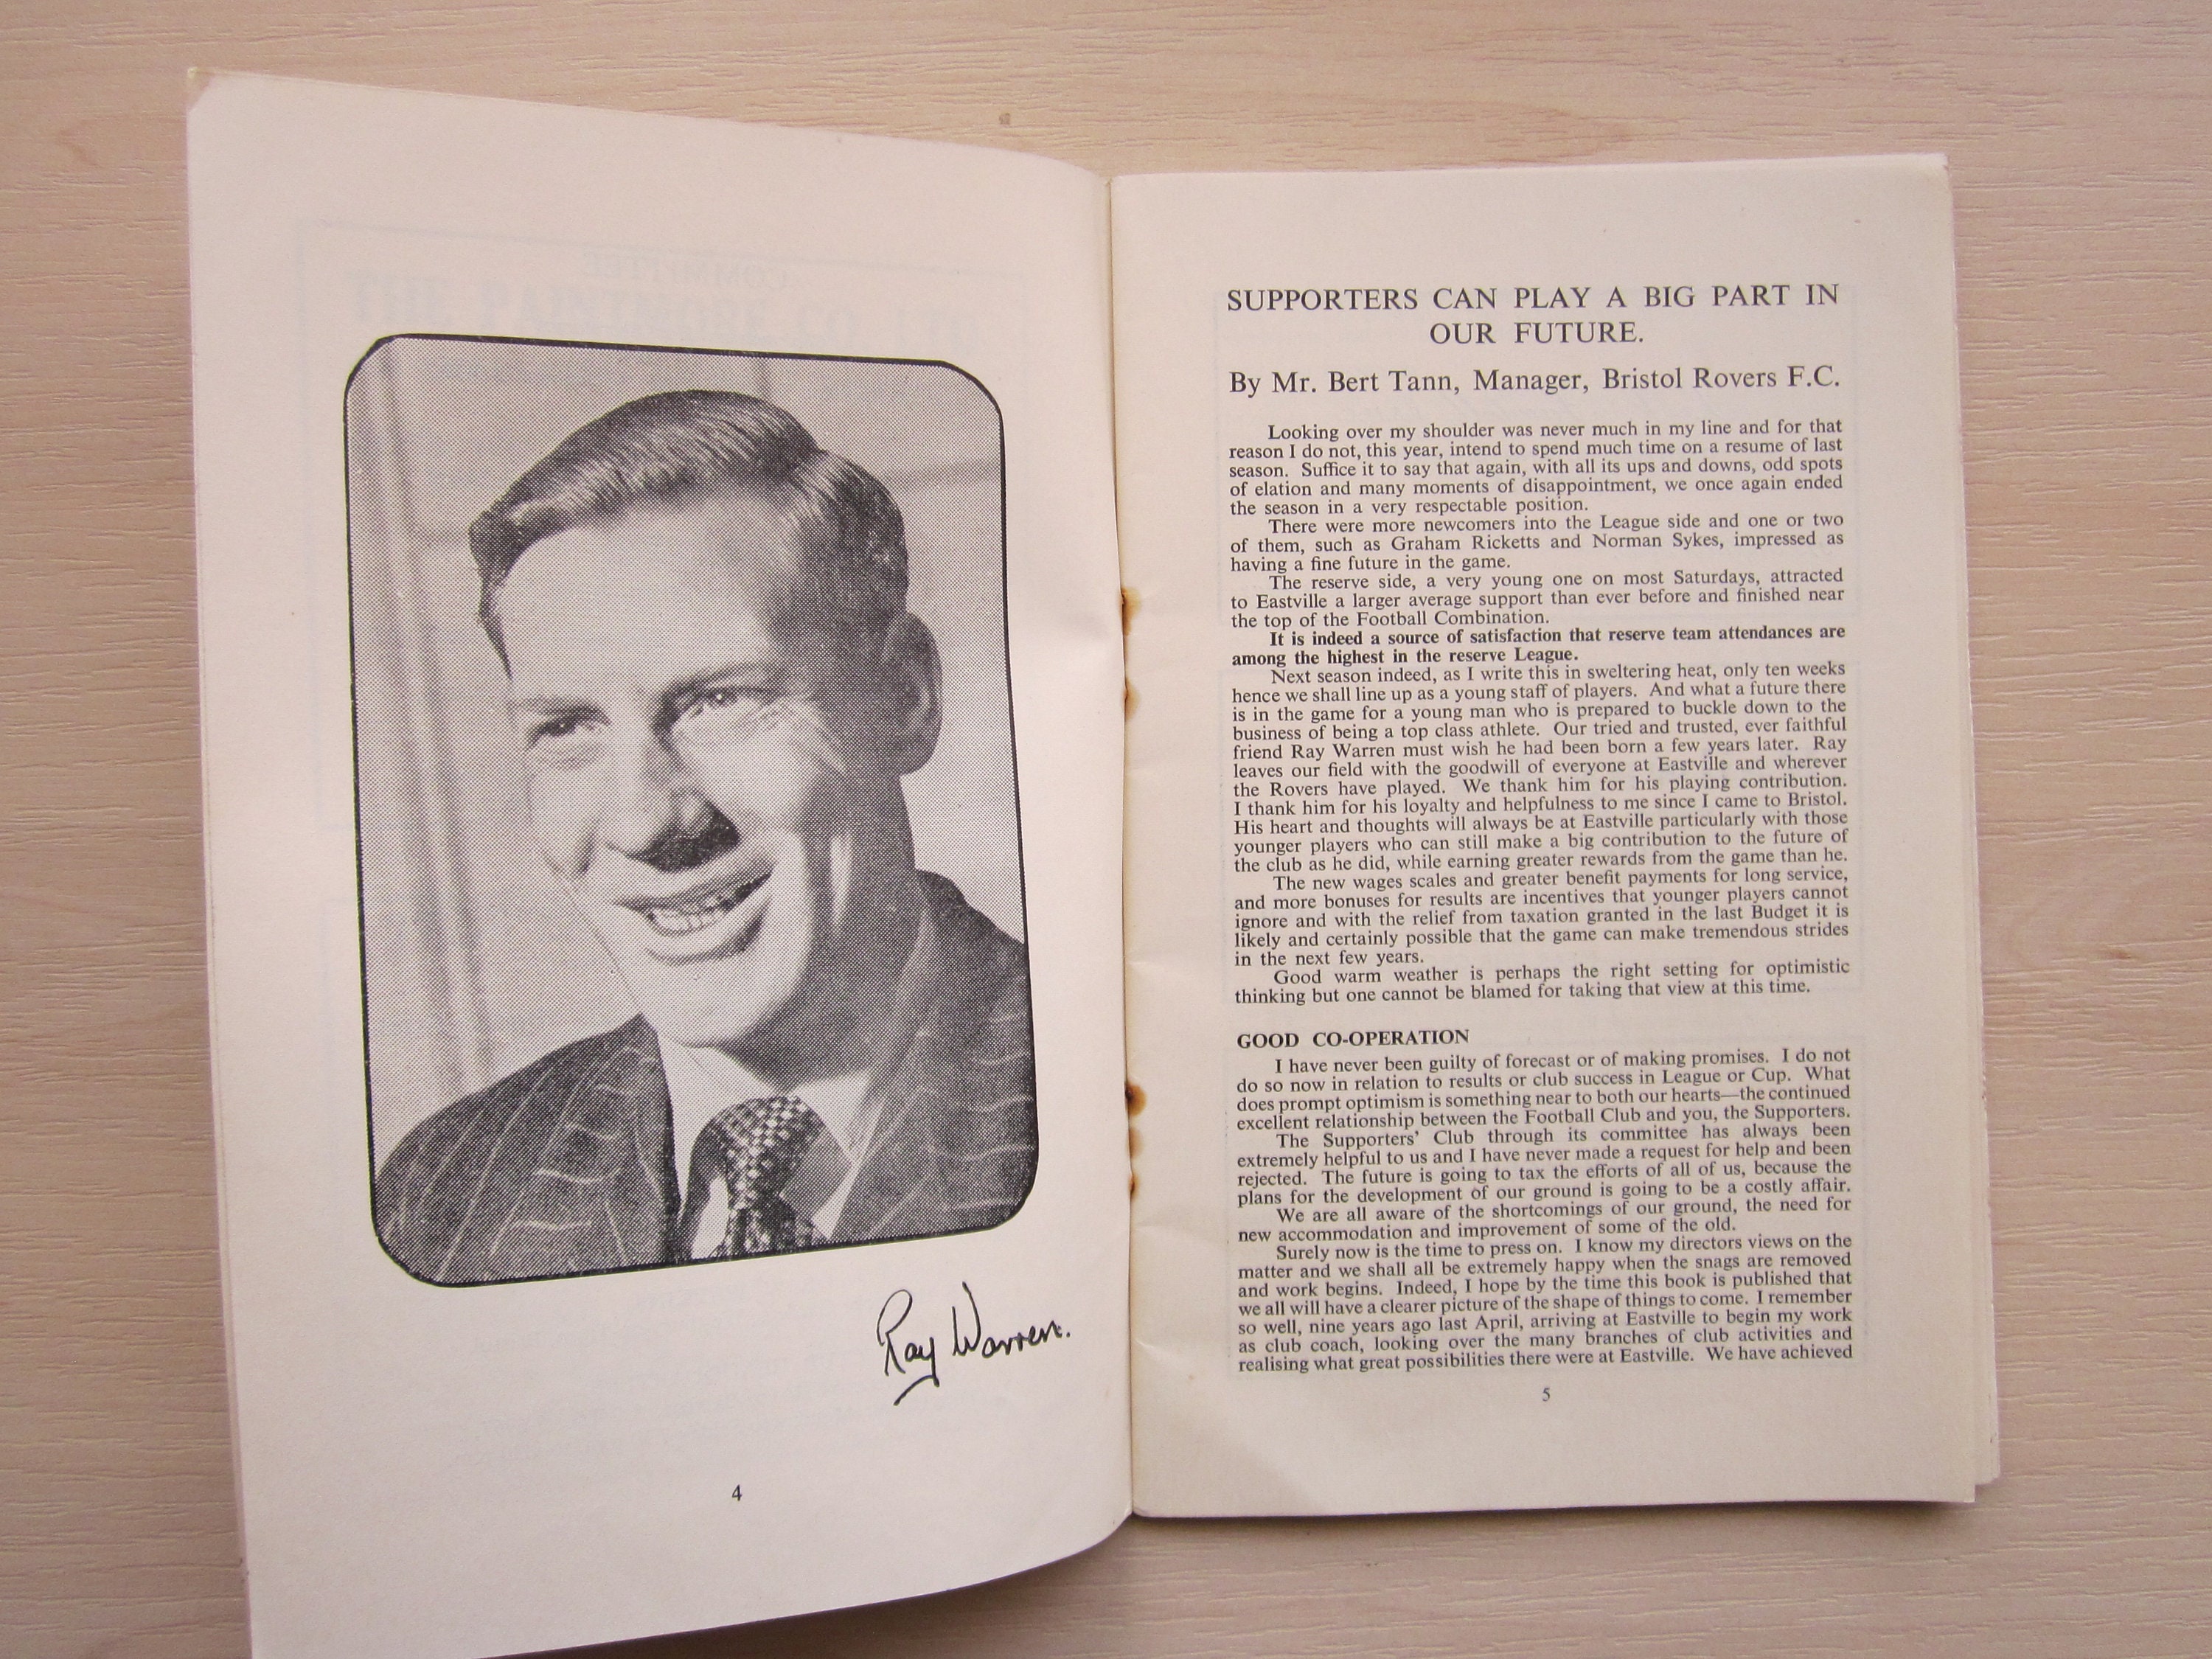 Ray Warren.
4
SUPPORTERS CAN PLAY A BIG PART IN
OUR FUTURE.
By Mr. Bert Tann, Manager, Bristol Rovers F.C.
Looking over my shoulder was never much in my line and for that
reason I do not, this year, intend to spend much time on a resume of last
season. Suffice it to say that again, with all its ups and downs, odd spots
of elation and many moments of disappointment, we once again ended
the season in a very respectable position.
There were more newcomers into the League side and one or two
of them, such as Graham Ricketts and Norman Sykes, impressed as
having a fine future in the game.
The reserve side, a very young one on most Saturdays, attracted
to Eastville a larger average support than ever before and finished near
the top of the Football Combination.
It is indeed a source of satisfaction that reserve team attendances are
among the highest in the reserve League.
Next season indeed, as I write this in sweltering heat, only ten weeks
hence we shall line up as a young staff of players. And what a future there
is in the game for a young man who is prepared to buckle down to the
business of being a top class athlete. Our tried and trusted, ever faithful
friend Ray Warren must wish he had been born a few years later. Ray
leaves our field with the goodwill of everyone at Eastville and wherever
the Rovers have played. We thank him for his playing contribution.
I thank him for his loyalty and helpfulness to me since I came to Bristol.
His heart and thoughts will always be at Eastville particularly with those
younger players who can still make a big contribution to the future of
the club as he did, while earning greater rewards from the game than he.
The new wages scales and greater benefit payments for long service,
and more bonuses for results are incentives that younger players cannot
ignore and with the relief from taxation granted in the last Budget it is
likely and certainly possible that the game can make tremendous strides
in the next few years.
Good warm weather is perhaps the right setting for optimistic
thinking but one cannot be blamed for taking that view at this time.
GOOD CO-OPERATION
I have never been guilty of forecast or of making promises. I do not
do so now in relation to results or club success in League or Cup. What
does prompt optimism is something near to both our hearts—the continued
excellent relationship between the Football Club and you, the Supporters.
The Supporters' Club through its committee has always been
extremely helpful to us and I have never made a request for help and been
rejected. The future is going to tax the efforts of all of us, because the
plans for the development of our ground is going to be a costly affair.
We are all aware of the shortcomings of our ground, the need for
new accommodation and improvement of some of the old.
Surely now is the time to press on. I know my directors views on the
matter and we shall all be extremely happy when the snags are removed
and work begins. Indeed, I hope by the time this book is published that
we all will have a clearer picture of the shape of things to come. I remember
so well, nine years ago last April, arriving at Eastville to begin my work
as club coach, looking over the many branches of club activities and
realising what great possibilities there were at Eastville. We have achieved
5